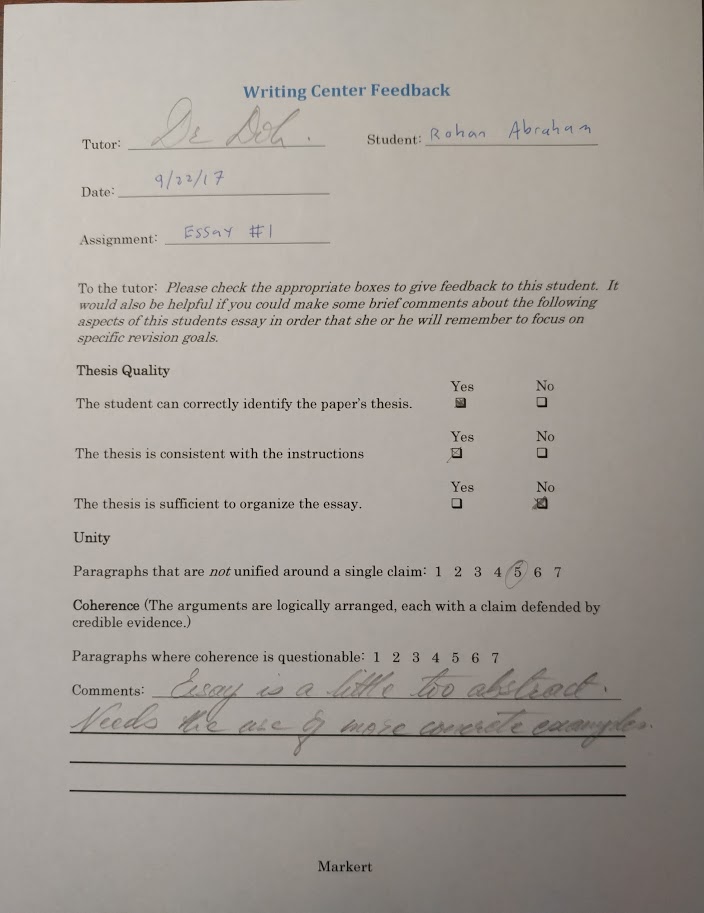 Writing Center Feedback
Tutor: Student: Rohan Abraham
Date: 9/22/17
Assignment: Essay #1
To the tutor: Please check the appropriate boxes to give feedback to this student. It
would also be helpful if you could make some brief comments about the following
aspects of this students essay in order that she or he will remember to focus on
specific revision goals.
Thesis Quality
Yes No
The student can correctly identify the paper's thesis.
Yes No
The thesis is consistent with the instructions
Yes No
The thesis is sufficient to organize the essay.
Unity
Paragraphs that are not unified around a single claim: 1 2 3 4 5 6 7
Coherence (The arguments are logically arranged, each with a claim defended by
credible evidence.)
Paragraphs where coherence is questionable: 1 2 3 4 5 6 7
Comments: Essay is a little too abstract.
Needs the use of more concrete examples.
Markert